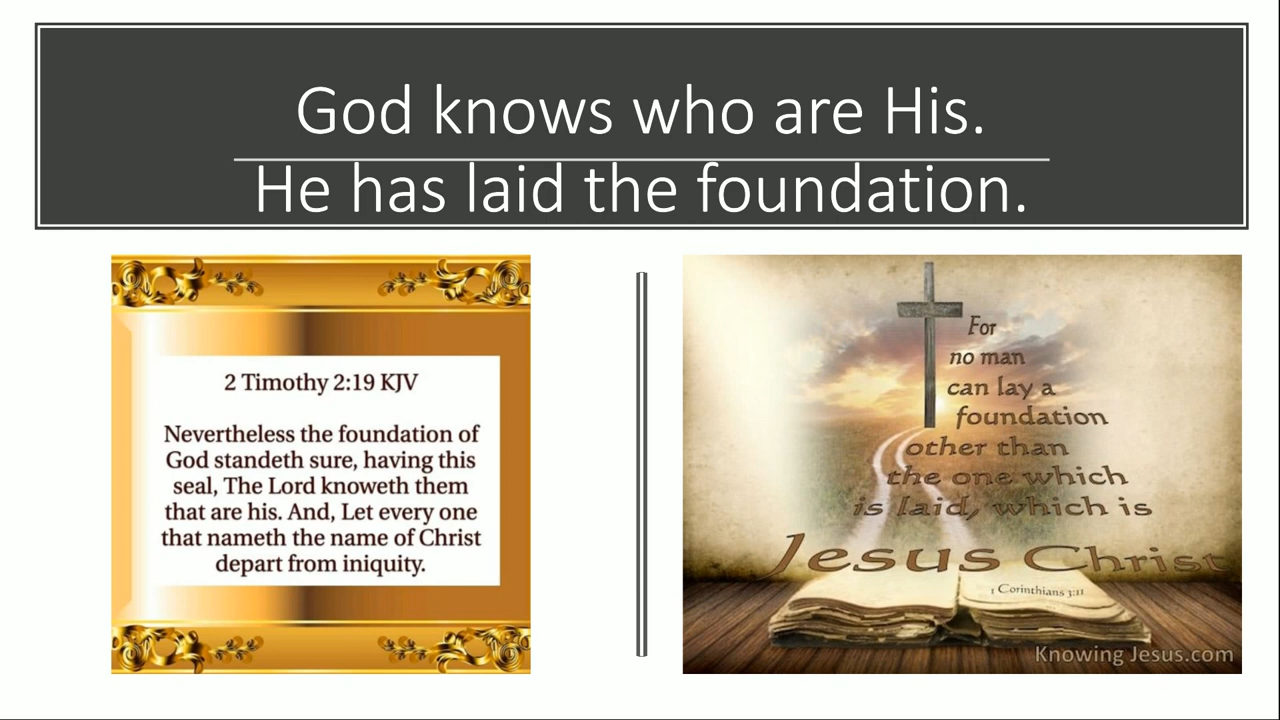 God knows who are His.
He has laid the foundation.
2 Timothy 2:19 KJV
Nevertheless the foundation of
God standeth sure, having this
seal, The Lord knoweth them
that are his. And, Let every one
that nameth the name of Christ
depart from iniquity.
For
no man
can lay a
foundation
other than
the one which
is laid, which is
Jesus Christ
1 Corinthians 3:11
Knowing Jesus.com